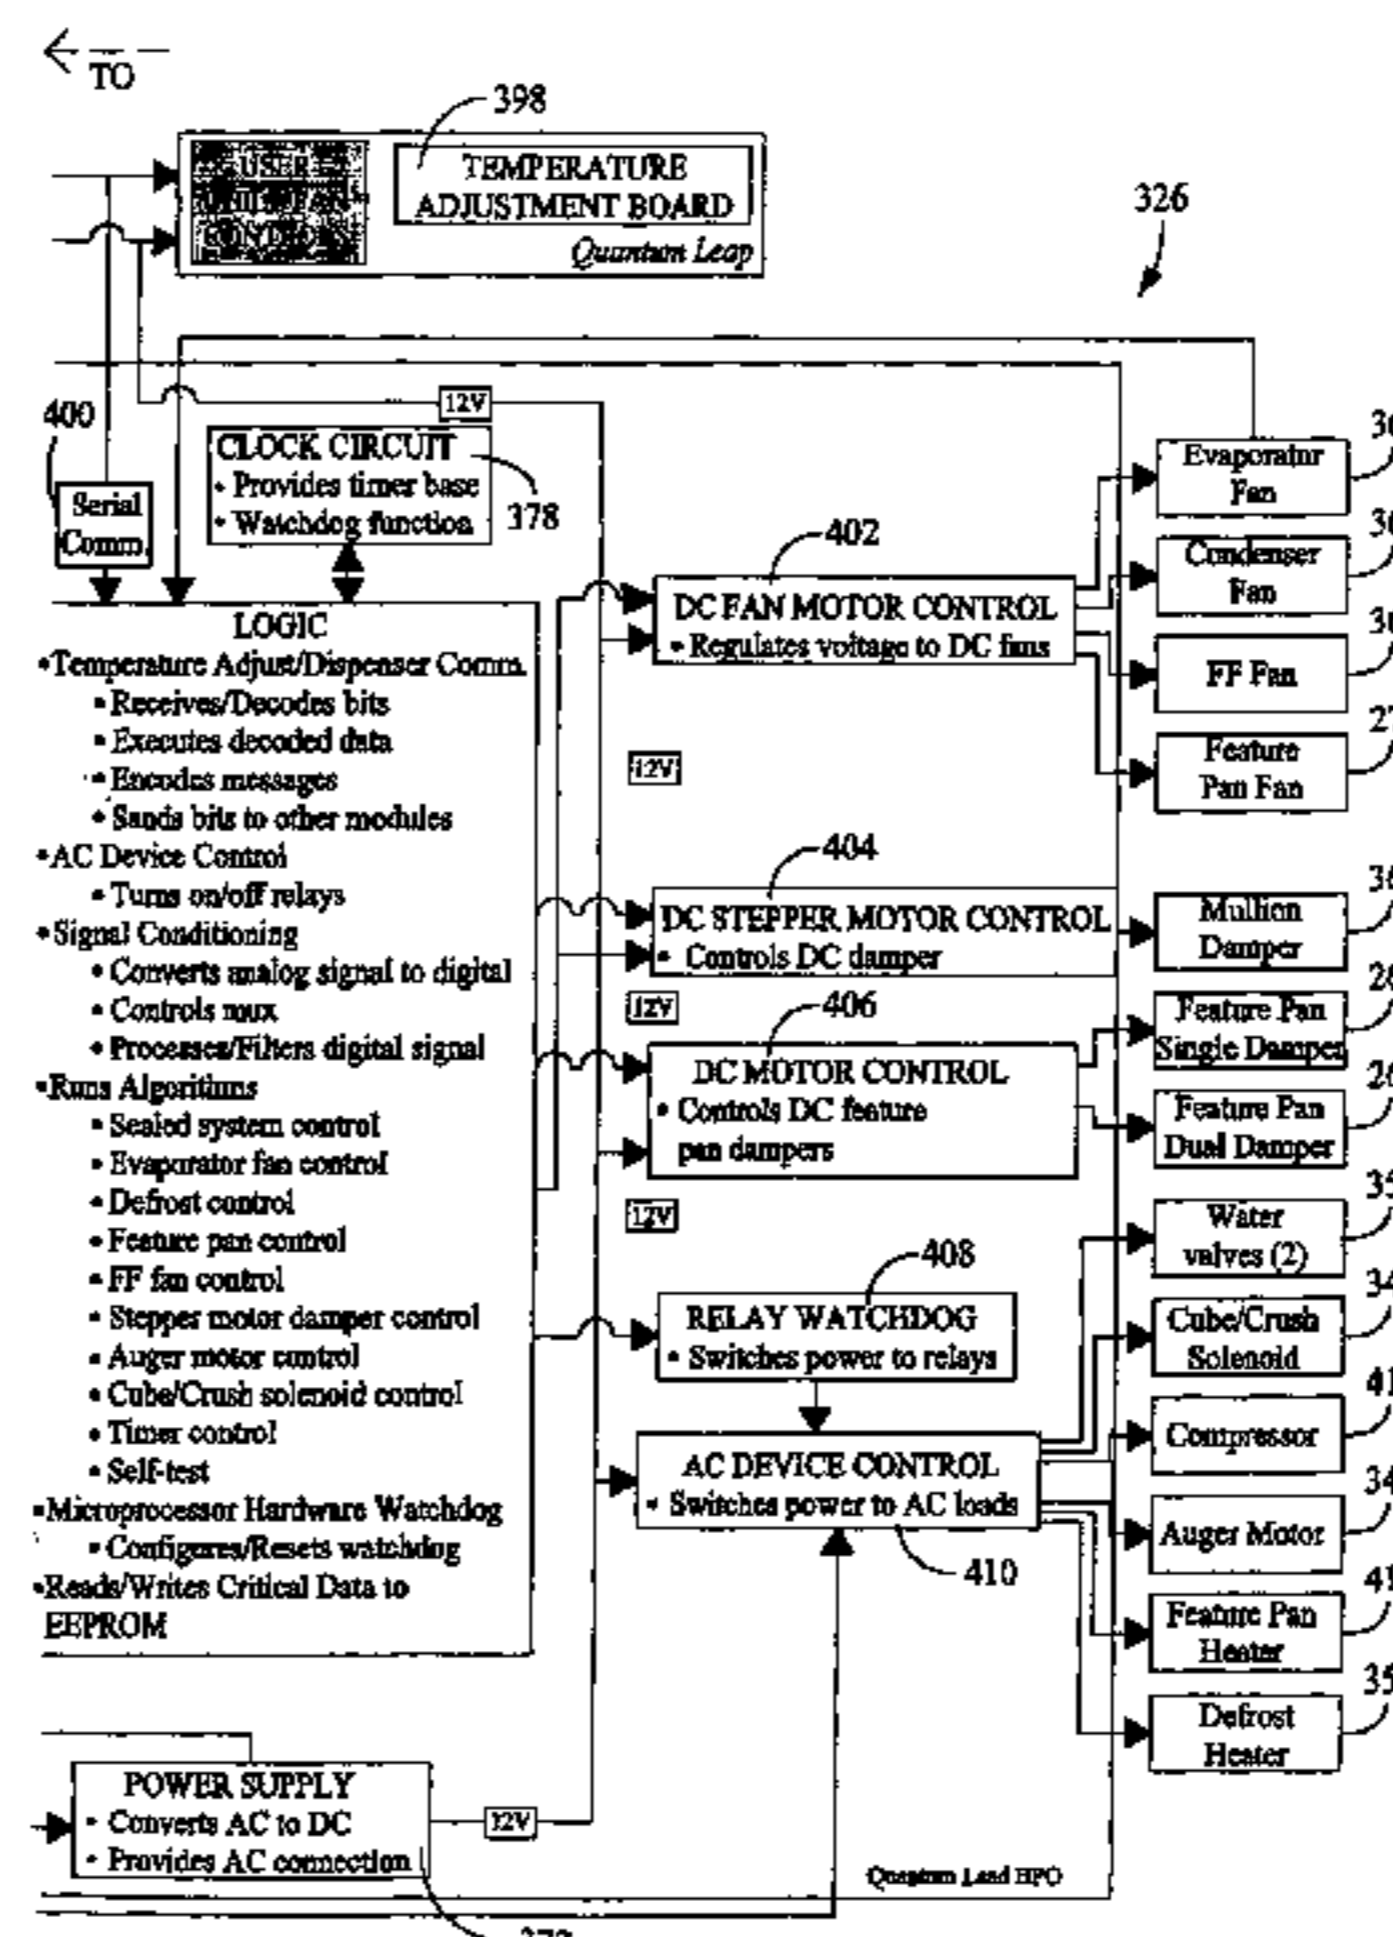 TO
398
USER
TEMPERATURE
ADJUSTMENT BOARD
Quantum Leap
326
12V
400
CLOCK CIRCUIT
• Provides timer base
• Watchdog function
378
Serial
Comm.
Evaporator
Fan
Condenser
Fan
FF Fan
Feature
Pan Fan
402
DC FAN MOTOR CONTROL
• Regulates voltage to DC fans
12V
LOGIC
•Temperature Adjust/Dispenser Comm.
• Receives/Decodes bits
• Executes decoded data
• Encodes messages
• Sands bits to other modules
•AC Device Control
• Turns on/off relays
•Signal Conditioning
• Converts analog signal to digital
• Controls mux
• Processes/Filters digital signal
•Runs Algoritims
• Sealed system control
• Evaporator fan control
• Defrost control
• Feature pan control
• FF fan control
• Stepper motor damper control
• Auger motor control
• Cube/Crush solenoid control
• Timer control
• Self-test
•Microprocessor Hardware Watchdog
• Configures/Resets watchdog
•Reads/Writes Critical Data to
EEPROM
404
DC STEPPER MOTOR CONTROL
• Controls DC damper
Mullion
Damper
12V
406
DC MOTOR CONTROL
• Controls DC feature
pan dampers
Feature Pan
Single Damper
Feature Pan
Dual Damper
12V
408
RELAY WATCHDOG
• Switches power to relays
AC DEVICE CONTROL
• Switches power to AC loads
410
Water
valves (2)
Cube/Crush
Solenoid
Compressor
Auger Motor
Feature Pan
Heater
Defrost
Heater
POWER SUPPLY
• Converts AC to DC
• Provides AC connection
12V